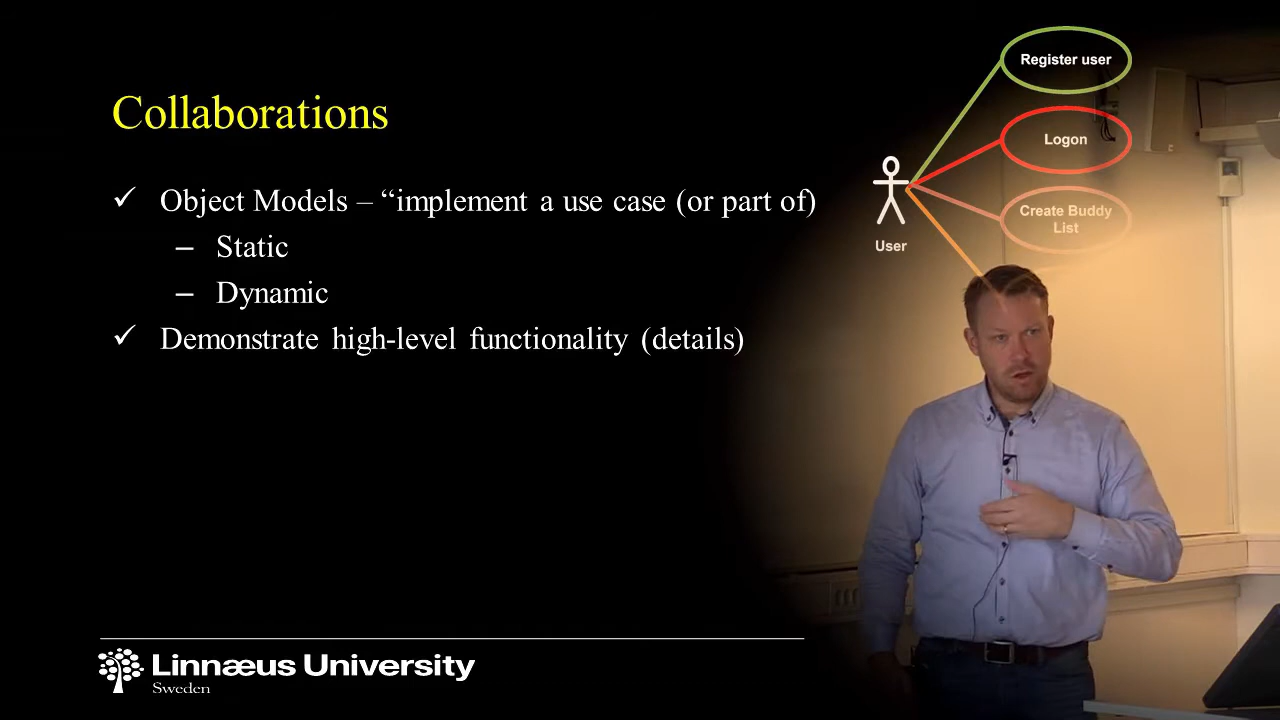 Collaborations
✓ Object Models – “implement a use case (or part of)
– Static
– Dynamic
✓ Demonstrate high-level functionality (details)
Register user
Logon
Create Buddy
List
User
Linnæus University
Sweden